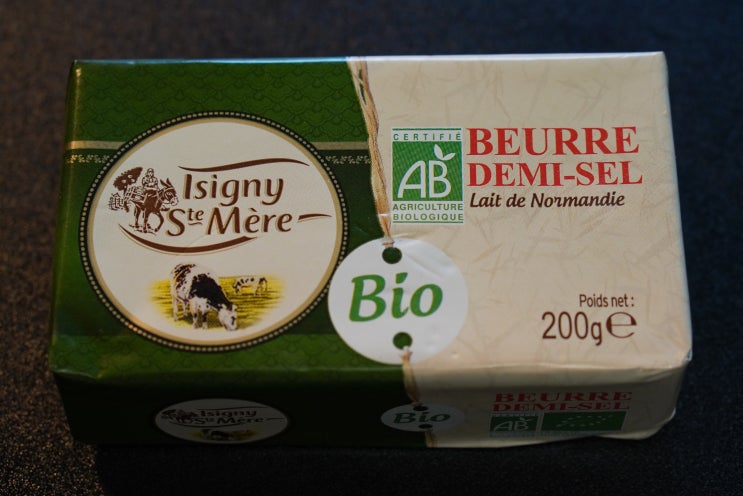 Isigny
Ste Mère
CERTIFIÉ
AB
AGRICULTURE
BIOLOGIQUE
BEURRE
DEMI-SEL
Lait de Normandie
Bio
Poids net :
200g℮
Isigny
Ste Mère
Bio
BEURRE
DEMI-SEL
AB